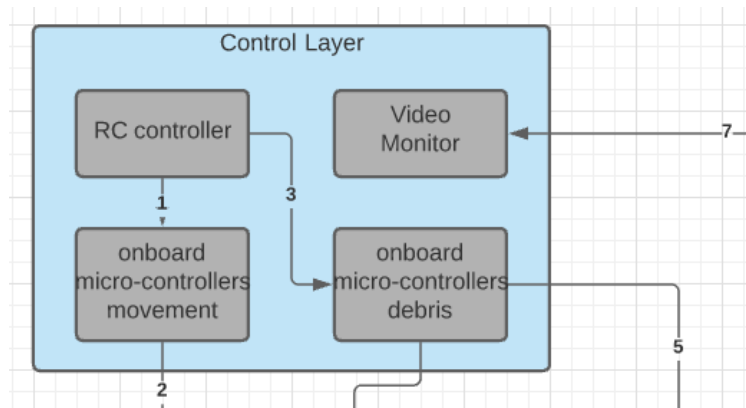 Control Layer
RC controller
Video
Monitor
7
1
3
onboard
micro-controllers
movement
onboard
micro-controllers
debris
5
2